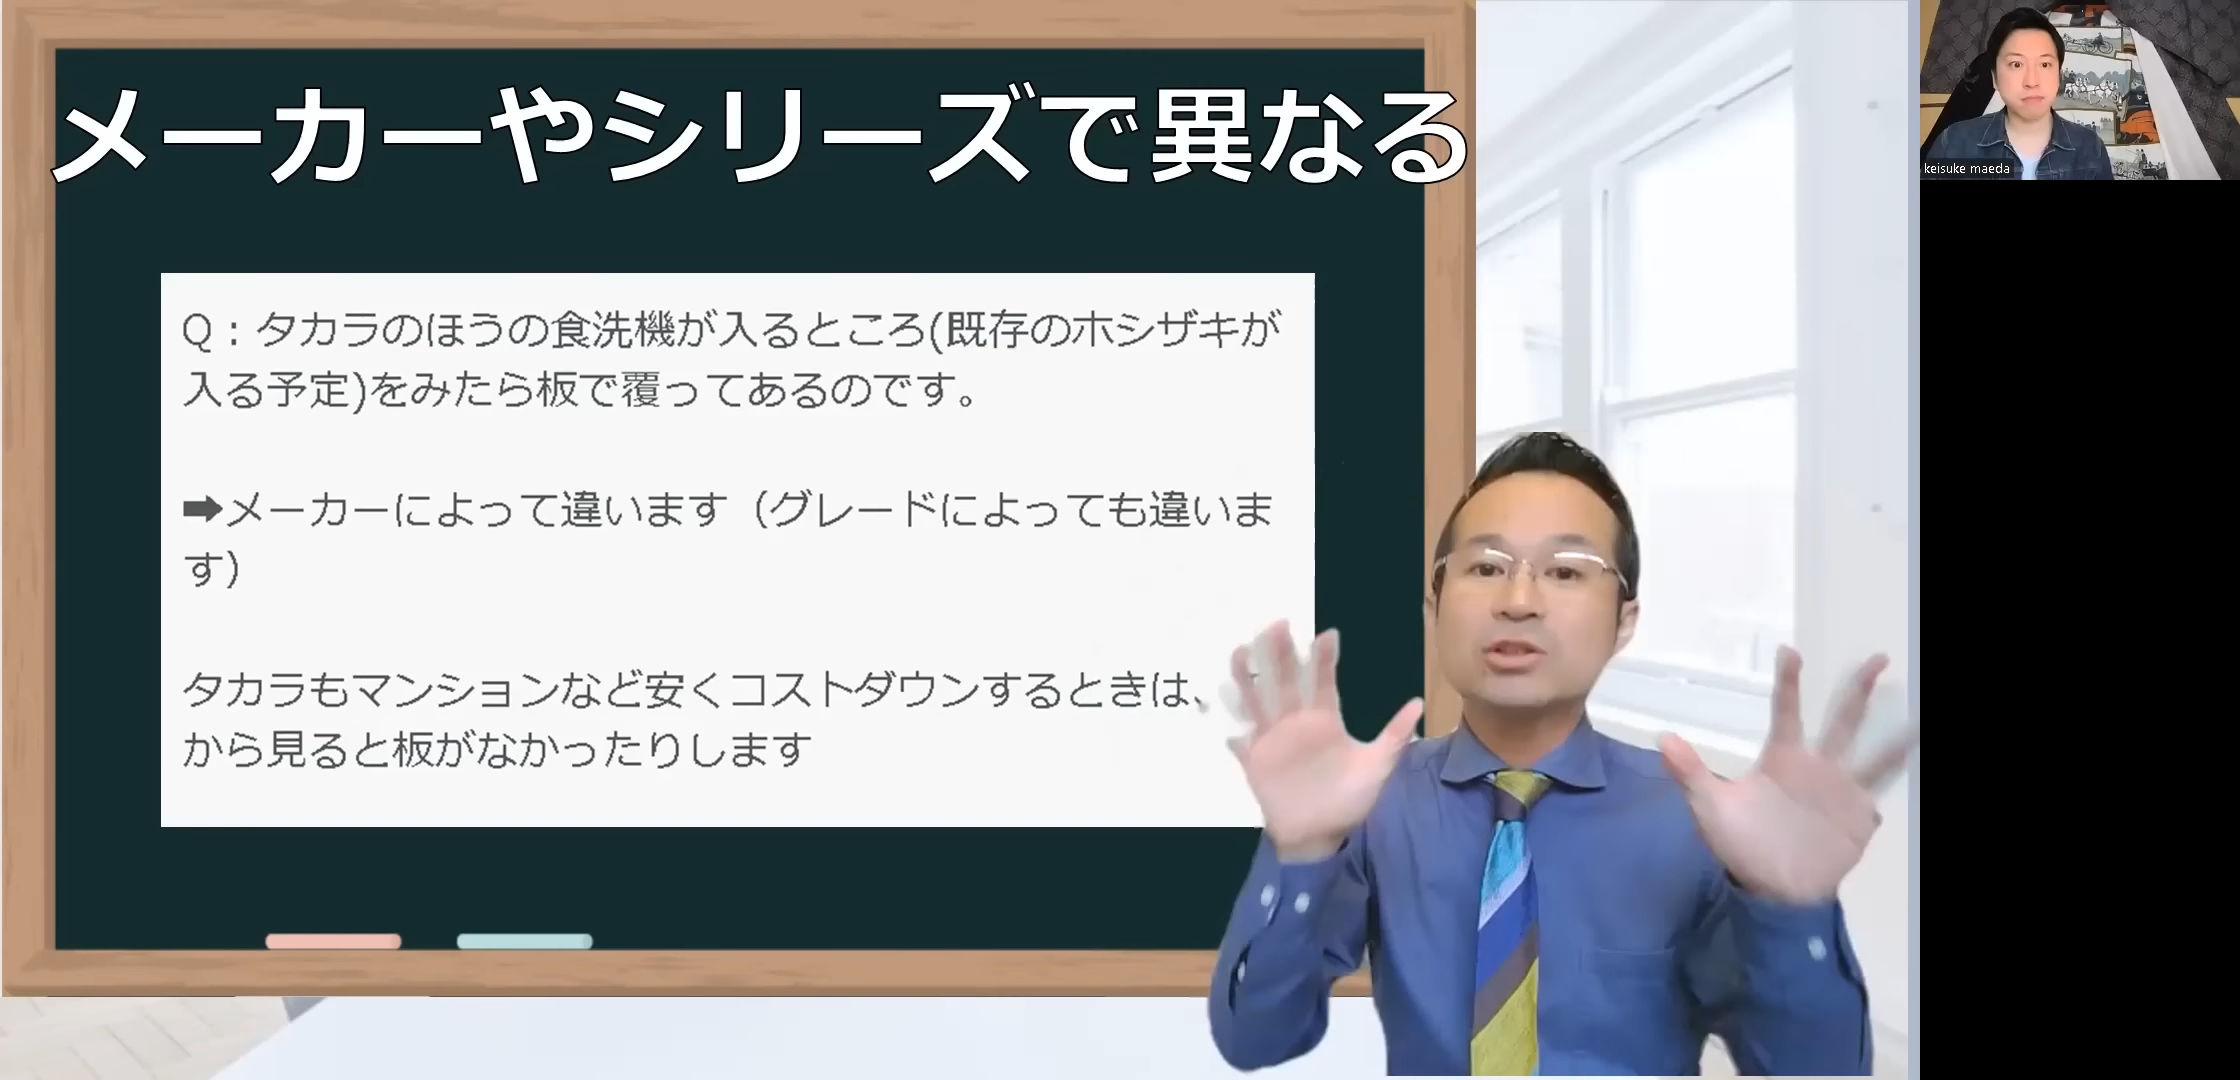 メーカーやシリーズで異なる
Q：タカラのほうの食洗機が入るところ(既存のホシザキが
入る予定)をみたら板で覆ってあるのです。
➡メーカーによって違います（グレードによっても違いま
す）
タカラもマンションなど安くコストダウンするときは、
から見ると板がなかったりします
keisuke maeda